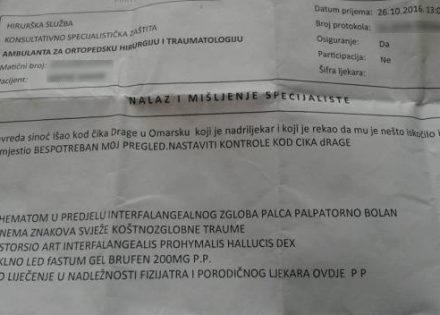 HIRURŠKA SLUŽBA
KONSULTATIVNO SPECIJALISTIČKA ZAŠTITA
AMBULANTA ZA ORTOPEDSKU HIRURGIJU I TRAUMATOLOGIJU
Matični broj:
Pacijent:
Datum prijema: 26.10.2016. 13:0
Broj protokola:
Osiguranje: Da
Participacija: Ne
Šifra ljekara:
NALAZ I MIŠLJENJE SPECIJALISTE
vreda sinoć išao kod čika Drage u Omarsku koji je nadriljekar i koji je rekao da mu je nešto iskočilo i
mjestio BESPOTREBAN MOJ PREGLED.NASTAVITI KONTROLE KOD CIKA dRAGE
HEMATOM U PREDJELU INTERFALANGEALNOG ZGLOBA PALCA PALPATORNO BOLAN
NEMA ZNAKOVA SVJEŽE KOŠTNOZGLOBNE TRAUME
STORSIO ART INTERFALANGEALIS PROHYMALIS HALLUCIS DEX
KLNO LED FASTUM GEL BRUFEN 200MG P.P.
O LIJEČENJE U NADLEŽNOSTI FIZIJATRA I PORODIČNOG LJEKARA OVDJE P P